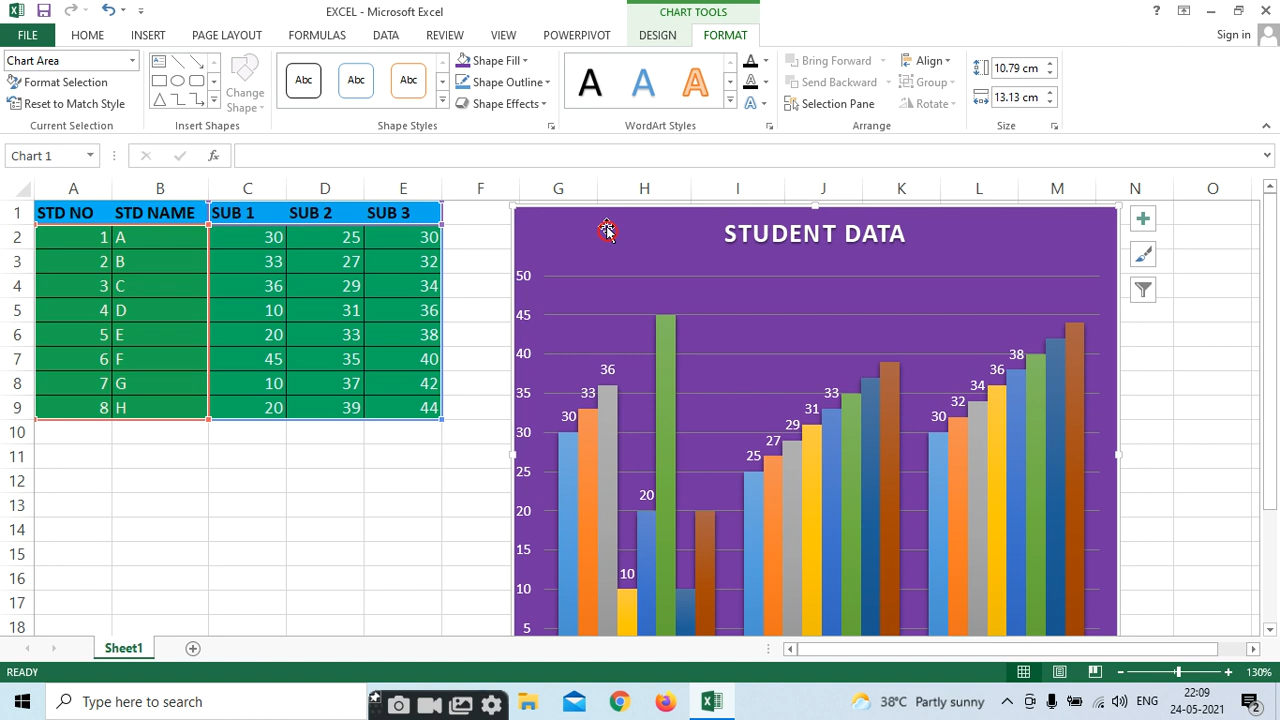 EXCEL - Microsoft Excel
CHART TOOLS
?
FILE HOME INSERT PAGE LAYOUT FORMULAS DATA REVIEW VIEW POWERPIVOT DESIGN FORMAT Sign in
Chart Area
Format Selection
Reset to Match Style
Current Selection
Change
Shape
Insert Shapes
Abc Abc Abc
Shape Fill
Shape Outline
Shape Effects
Shape Styles
A A A
A
A
A
WordArt Styles
Bring Forward
Send Backward
Selection Pane
Align
Group
Rotate
Arrange
10.79 cm
13.13 cm
Size
Chart 1
fx
A B C D E F G H I J K L M N O
1 STD NO STD NAME SUB 1 SUB 2 SUB 3
2 1 A 30 25 30
3 2 B 33 27 32
4 3 C 36 29 34
5 4 D 10 31 36
6 5 E 20 33 38
7 6 F 45 35 40
8 7 G 10 37 42
9 8 H 20 39 44
10
11
12
13
14
15
16
17
18
STUDENT DATA
50
45
40
35
30
25
20
15
10
5
30 33 36 10 20
25 27 29 31 33
30 32 34 36 38
Sheet1
READY
130%
Type here to search
38°C Partly sunny
ENG
22:09
24-05-2021
2